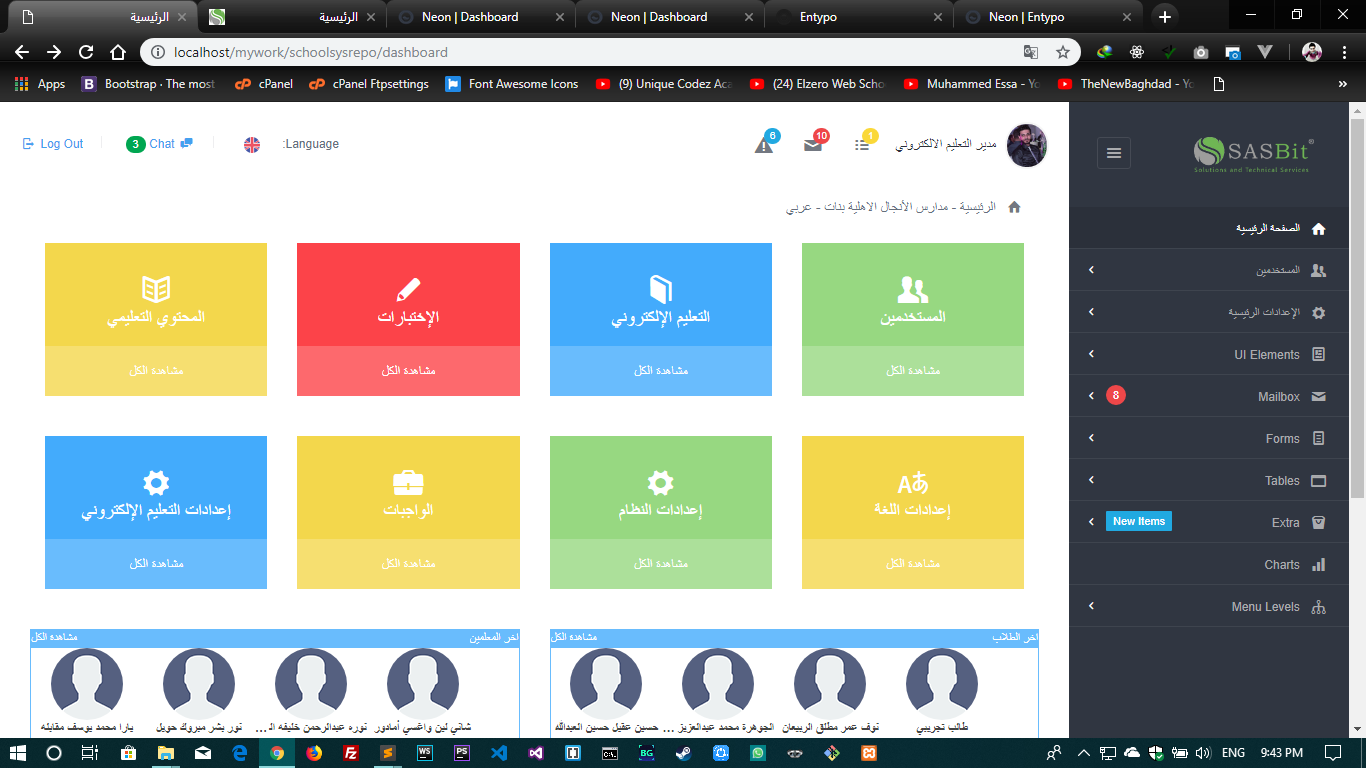 الرئيسية
الرئيسية
Neon | Dashboard
Neon | Dashboard
Entypo
Neon | Entypo
localhost/mywork/schoolsysrepo/dashboard
Apps
Bootstrap · The most
cPanel
cPanel Ftpsettings
Font Awesome Icons
(9) Unique Codez Aca
(24) Elzero Web Scho
Muhammed Essa - Yo
TheNewBaghdad - Yo
»
SASBit®
Solutions and Technical Services
مدير التعليم الالكتروني
1
10
6
Language:
Chat 3
Log Out
الرئيسية - مدارس الأنجال الاهلية بنات - عربي
الصفحة الرئيسية
المستخدمين
الإعدادات الرئيسية
UI Elements
Mailbox 8
Forms
Tables
Extra New Items
Charts
Menu Levels
المستخدمين
مشاهدة الكل
التعليم الإلكتروني
مشاهدة الكل
الإختبارات
مشاهدة الكل
المحتوي التعليمي
مشاهدة الكل
إعدادات اللغة
مشاهدة الكل
إعدادات النظام
مشاهدة الكل
الواجبات
مشاهدة الكل
إعدادات التعليم الإلكتروني
مشاهدة الكل
اخر الطلاب
مشاهدة الكل
طالب تجريبي
نوف عمر مطلق الربيعان
الجوهرة محمد عبدالعزيز ...
حسين عقيل حسين العبدالله
اخر المعلمين
مشاهدة الكل
شاني لين واغسي أمادور
نوره عبدالرحمن خليفه ال...
نور بشر مبروك حويل
يارا محمد يوسف مقابله
ENG
9:43 PM